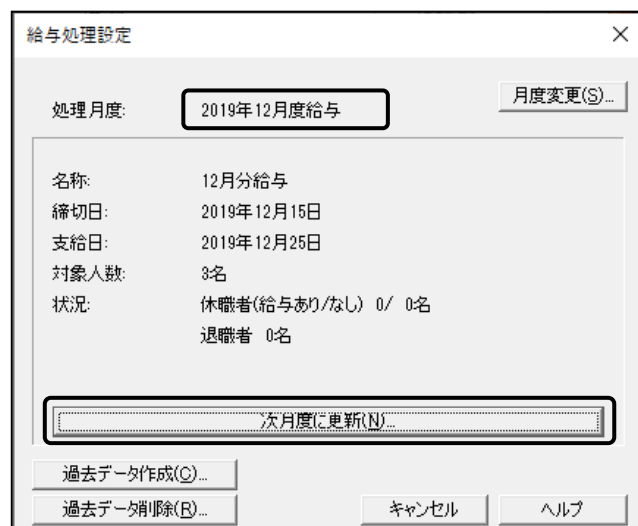 給与処理設定
処理月度: 2019年12月度給与 月度変更(S)...
名称: 12月分給与
締切日: 2019年12月15日
支給日: 2019年12月25日
対象人数: 3名
状況: 休職者(給与あり/なし) 0/ 0名
退職者 0名
次月度に更新(N)...
過去データ作成(C)...
過去データ削除(R)... キャンセル ヘルプ